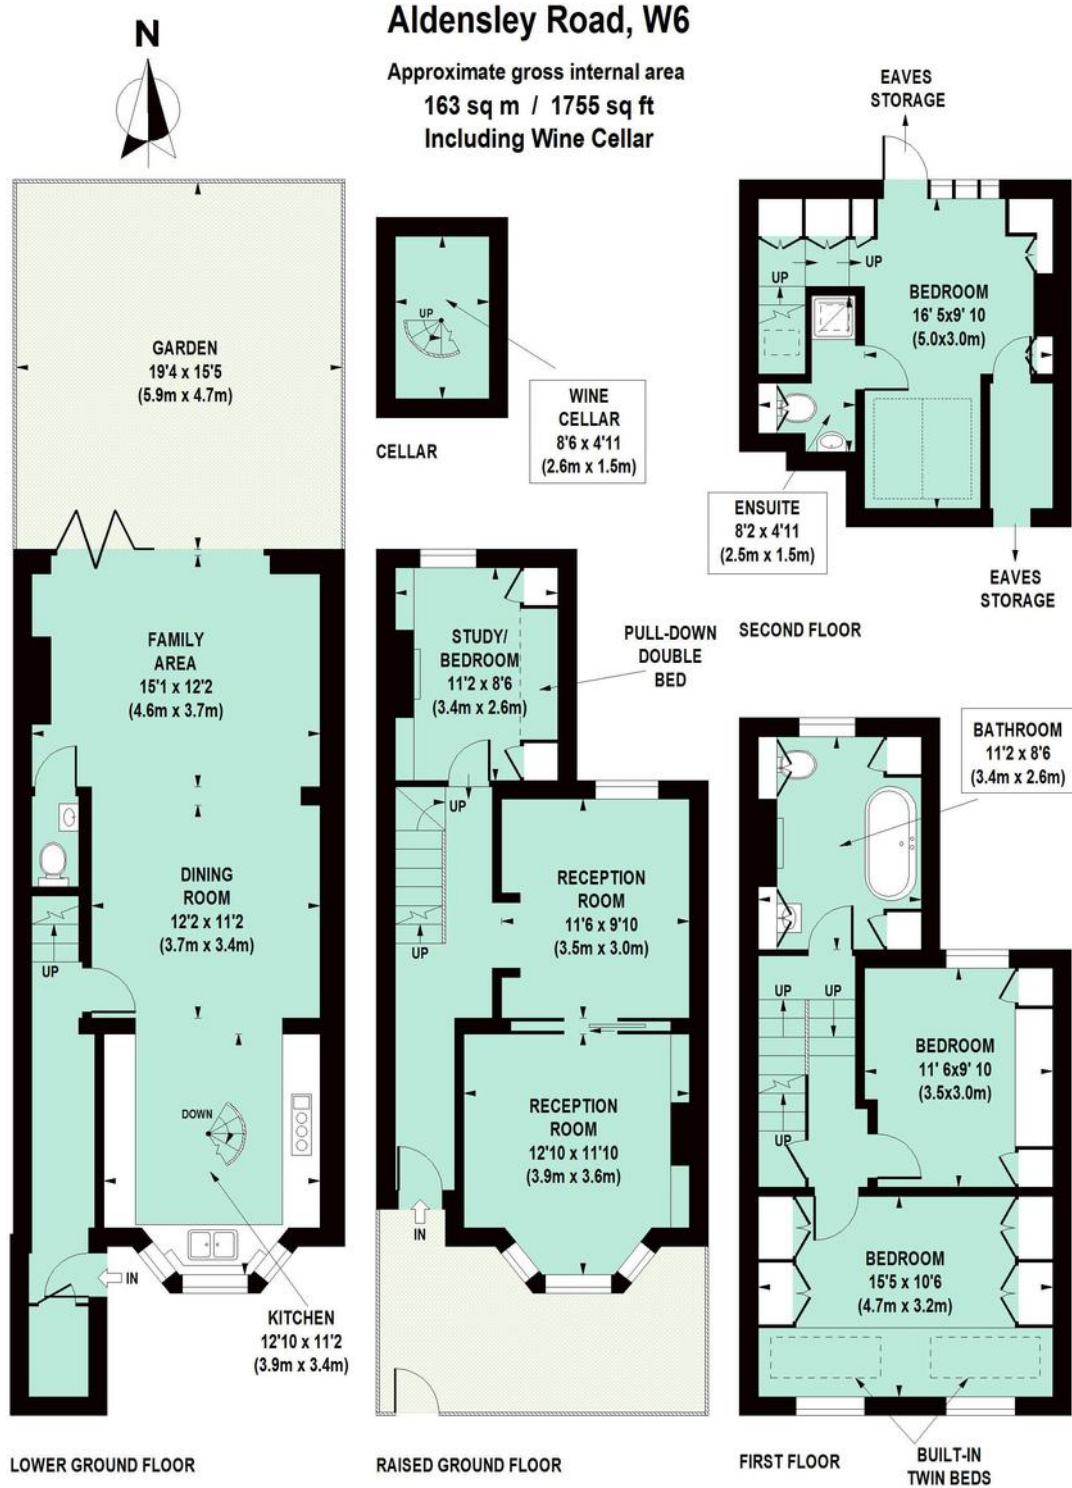 Aldensley Road, W6
N
Approximate gross internal area
163 sq m / 1755 sq ft
Including Wine Cellar
GARDEN
19'4 x 15'5
(5.9m x 4.7m)
UP
CELLAR
WINE
CELLAR
8'6 x 4'11
(2.6m x 1.5m)
EAVES
STORAGE
UP
UP
BEDROOM
16' 5x9' 10
(5.0x3.0m)
ENSUITE
8'2 x 4'11
(2.5m x 1.5m)
EAVES
STORAGE
SECOND FLOOR
FAMILY
AREA
15'1 x 12'2
(4.6m x 3.7m)
DINING
ROOM
12'2 x 11'2
(3.7m x 3.4m)
UP
DOWN
IN
KITCHEN
12'10 x 11'2
(3.9m x 3.4m)
LOWER GROUND FLOOR
STUDY/
BEDROOM
11'2 x 8'6
(3.4m x 2.6m)
PULL-DOWN
DOUBLE
BED
UP
RECEPTION
ROOM
11'6 x 9'10
(3.5m x 3.0m)
UP
RECEPTION
ROOM
12'10 x 11'10
(3.9m x 3.6m)
IN
RAISED GROUND FLOOR
BATHROOM
11'2 x 8'6
(3.4m x 2.6m)
UP
UP
BEDROOM
11' 6x9' 10
(3.5x3.0m)
UP
BEDROOM
15'5 x 10'6
(4.7m x 3.2m)
FIRST FLOOR
BUILT-IN
TWIN BEDS